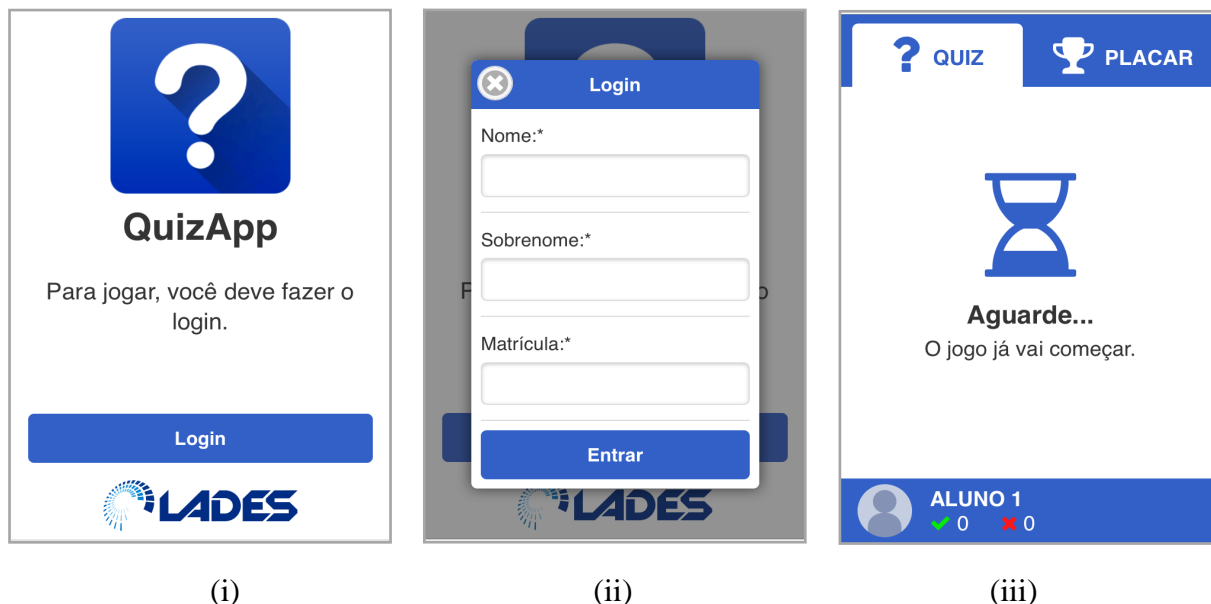 ?
QuizApp
Para jogar, você deve fazer o
login.
Login
LADES
(i)
Login
Nome:*
Sobrenome:*
Matrícula:*
Entrar
LADES
(ii)
? QUIZ
PLACAR
Aguarde...
O jogo já vai começar.
ALUNO 1
0 0
(iii)